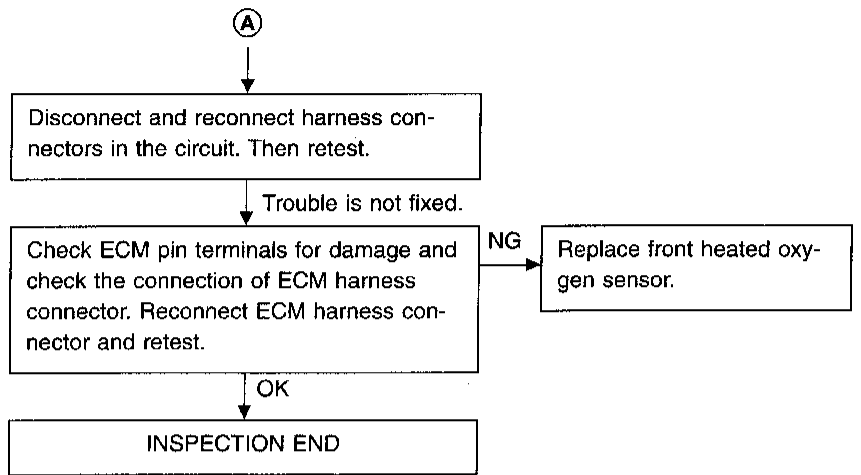 A
Disconnect and reconnect harness con-
nectors in the circuit. Then retest.
Trouble is not fixed.
Check ECM pin terminals for damage and
check the connection of ECM harness
connector. Reconnect ECM harness con-
nector and retest.
NG
Replace front heated oxy-
gen sensor.
OK
INSPECTION END